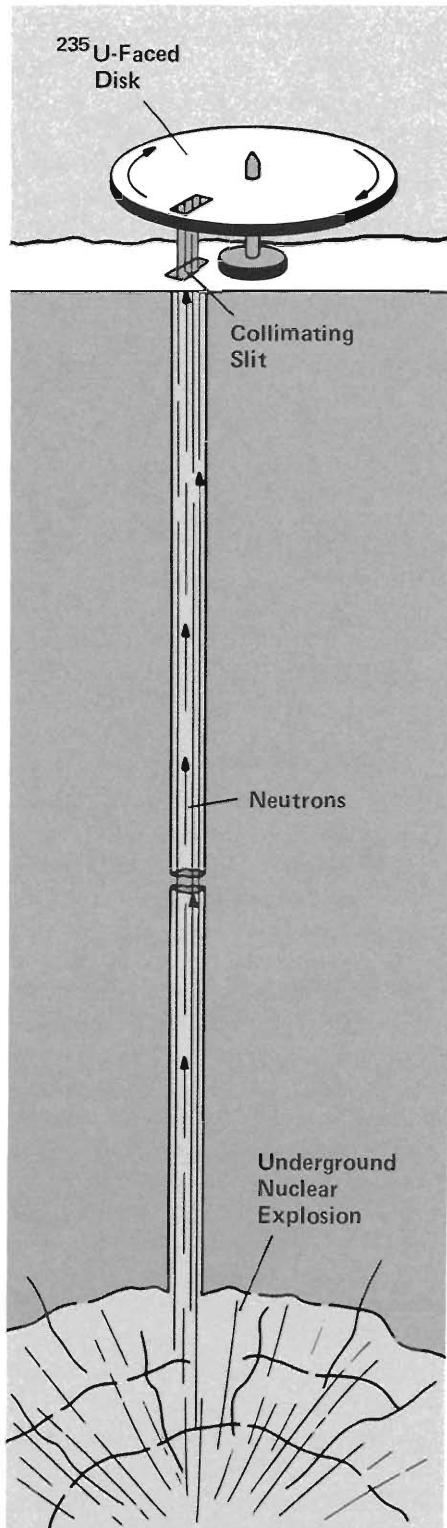 ²³⁵U-Faced
Disk
Collimating
Slit
Neutrons
Underground
Nuclear
Explosion